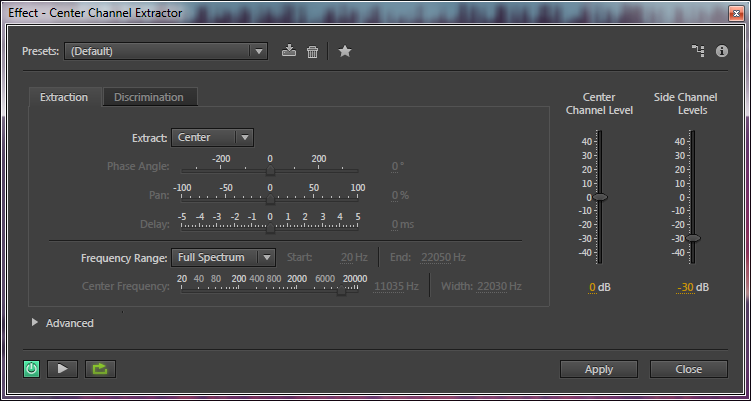 Effect - Center Channel Extractor
Presets: (Default)
Extraction Discrimination
Center Channel Level
Side Channel Levels
Extract: Center
-200 0 200
Phase Angle: 0 °
-100 -50 0 50 100
Pan: 0 %
-5 -4 -3 -2 -1 0 1 2 3 4 5
Delay: 0 ms
Frequency Range: Full Spectrum Start: 20 Hz End: 22050 Hz
20 40 80 200 400 800 2000 6000 20000
Center Frequency: 11035 Hz Width: 22030 Hz
40 40
30 30
20 20
10 10
0 0
-10 -10
-20 -20
-30 -30
-40 -40
0 dB -30 dB
Advanced
Apply Close